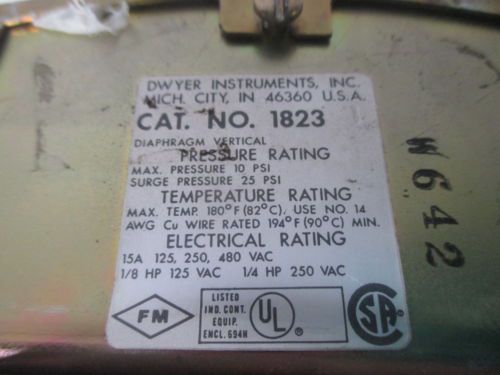 DWYER INSTRUMENTS, INC.
MICH. CITY, IN 46360 U.S.A.
CAT. NO. 1823
DIAPHRAGM VERTICAL
PRESSURE RATING
MAX. PRESSURE 10 PSI
SURGE PRESSURE 25 PSI
TEMPERATURE RATING
MAX. TEMP. 180°F (82°C), USE NO. 14
AWG Cu WIRE RATED 194°F (90°C) MIN.
ELECTRICAL RATING
15A 125, 250, 480 VAC
1/8 HP 125 VAC 1/4 HP 250 VAC
FM
LISTED
IND. CONT.
EQUIP.
ENCL. 694H
UL
SA
W642